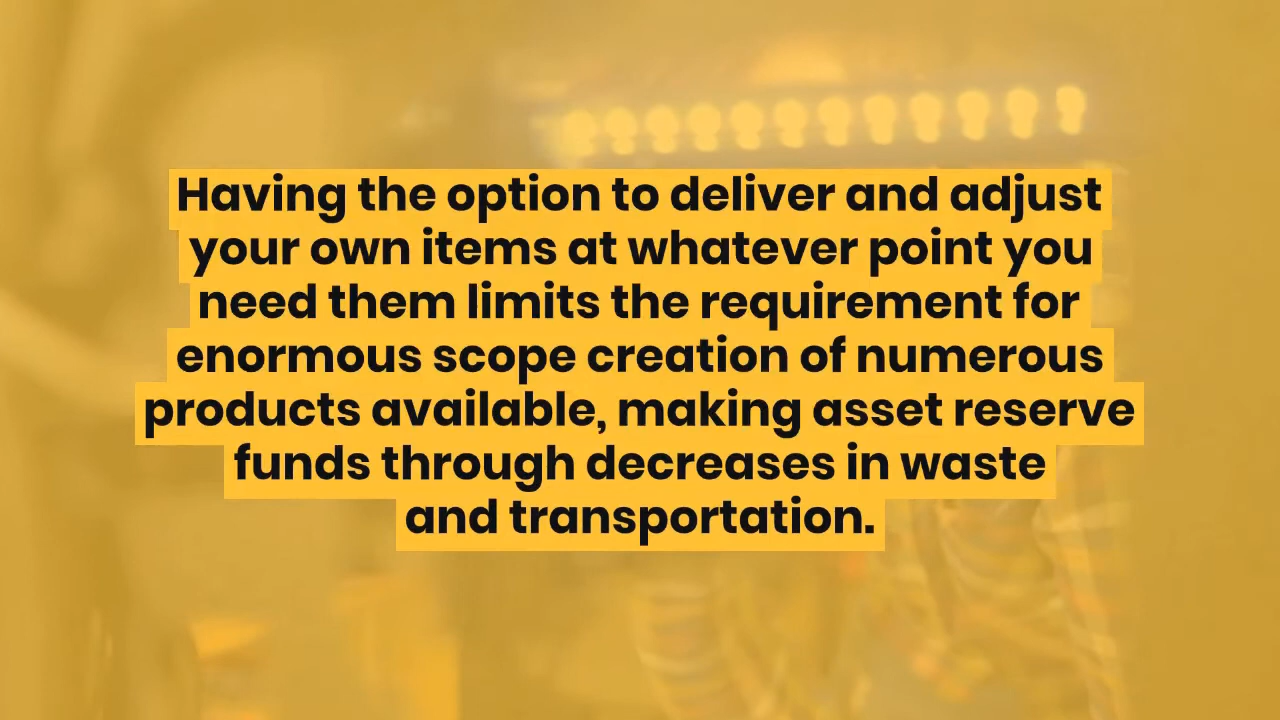 Having the option to deliver and adjust
your own items at whatever point you
need them limits the requirement for
enormous scope creation of numerous
products available, making asset reserve
funds through decreases in waste
and transportation.